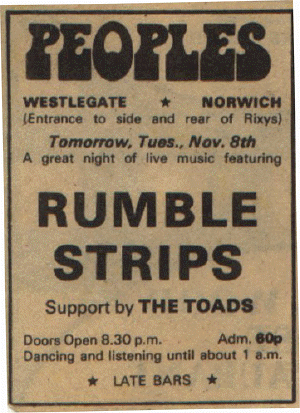 PEOPLES
WESTLEGATE ★ NORWICH
(Entrance to side and rear of Rixys)
Tomorrow, Tues., Nov. 8th
A great night of live music featuring
RUMBLE
STRIPS
Support by THE TOADS
Doors Open 8.30 p.m. Adm. 60p
Dancing and listening until about 1 a.m.
★ LATE BARS ★